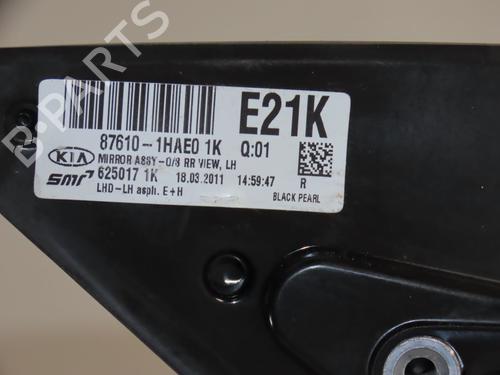 B-PARTS
E21K
87610-1HAE0 1K Q:01
KIA MIRROR ASSY-O/S RR VIEW, LH
SMR 625017 1K 18.03.2011 14:59:47 R
LHD-LH asph. E+H BLACK PEARL